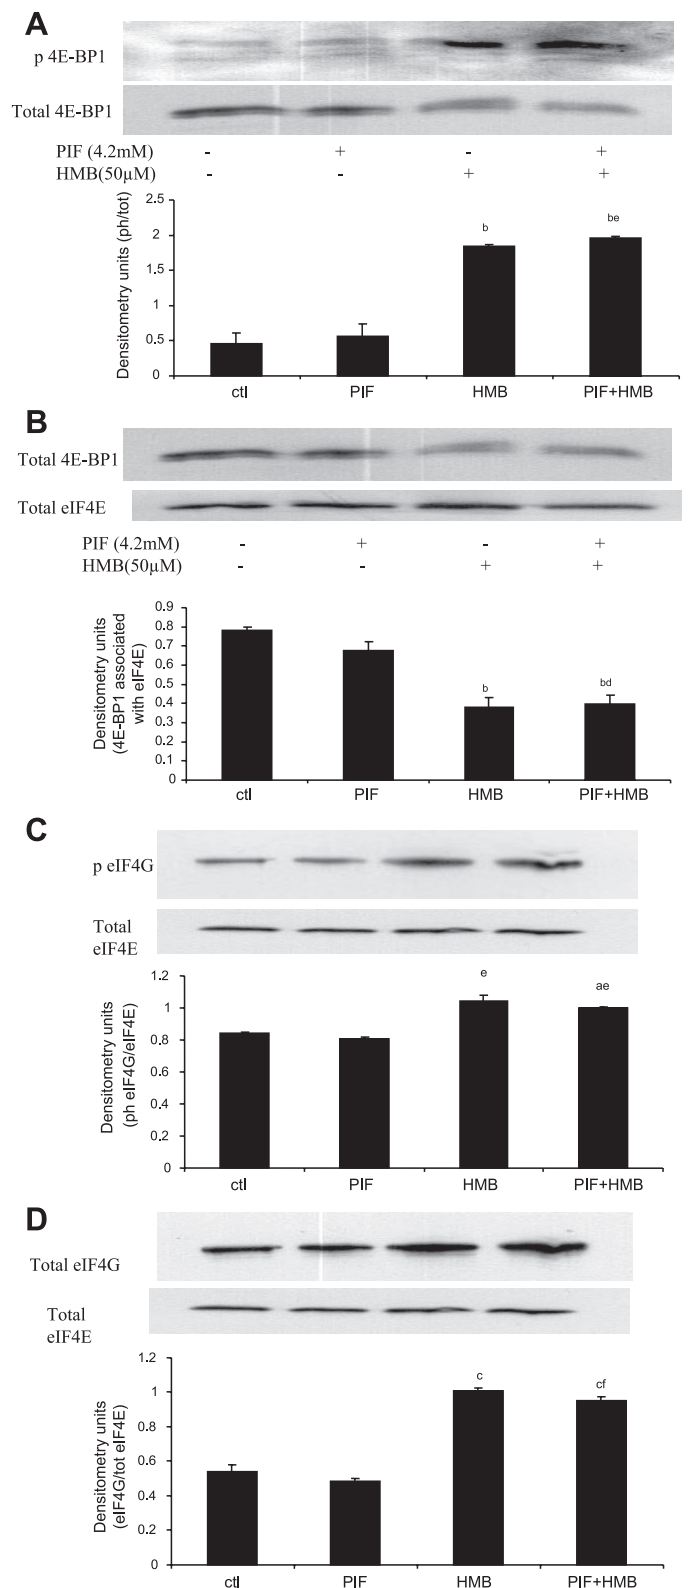 A
p 4E-BP1
Total 4E-BP1
PIF (4.2mM) - + - +
HMB(50µM) - - + +
Densitometry units (ph/tot)
2.5
2
1.5
1
0.5
0
b
be
ctl PIF HMB PIF+HMB
B
Total 4E-BP1
Total eIF4E
PIF (4.2mM) - + - +
HMB(50µM) - - + +
Densitometry units
(4E-BP1 associated
with eIF4E)
0.9
0.8
0.7
0.6
0.5
0.4
0.3
0.2
0.1
0
b
bd
ctl PIF HMB PIF+HMB
C
p eIF4G
Total
eIF4E
Densitometry units
(ph eIF4G/eIF4E)
1.2
1
0.8
0.6
0.4
0.2
0
e
ae
ctl PIF HMB PIF+HMB
D
Total eIF4G
Total
eIF4E
Densitometry units
(eIF4G/tot eIF4E)
1.2
1
0.8
0.6
0.4
0.2
0
c
cf
ctl PIF HMB PIF+HMB